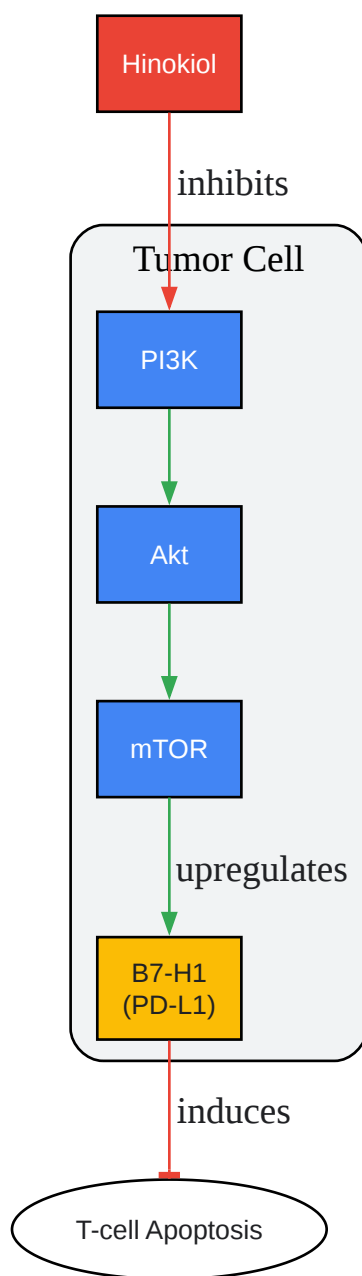 Hinokiol
inhibits
Tumor Cell
PI3K
Akt
mTOR
upregulates
B7-H1
(PD-L1)
induces
T-cell Apoptosis